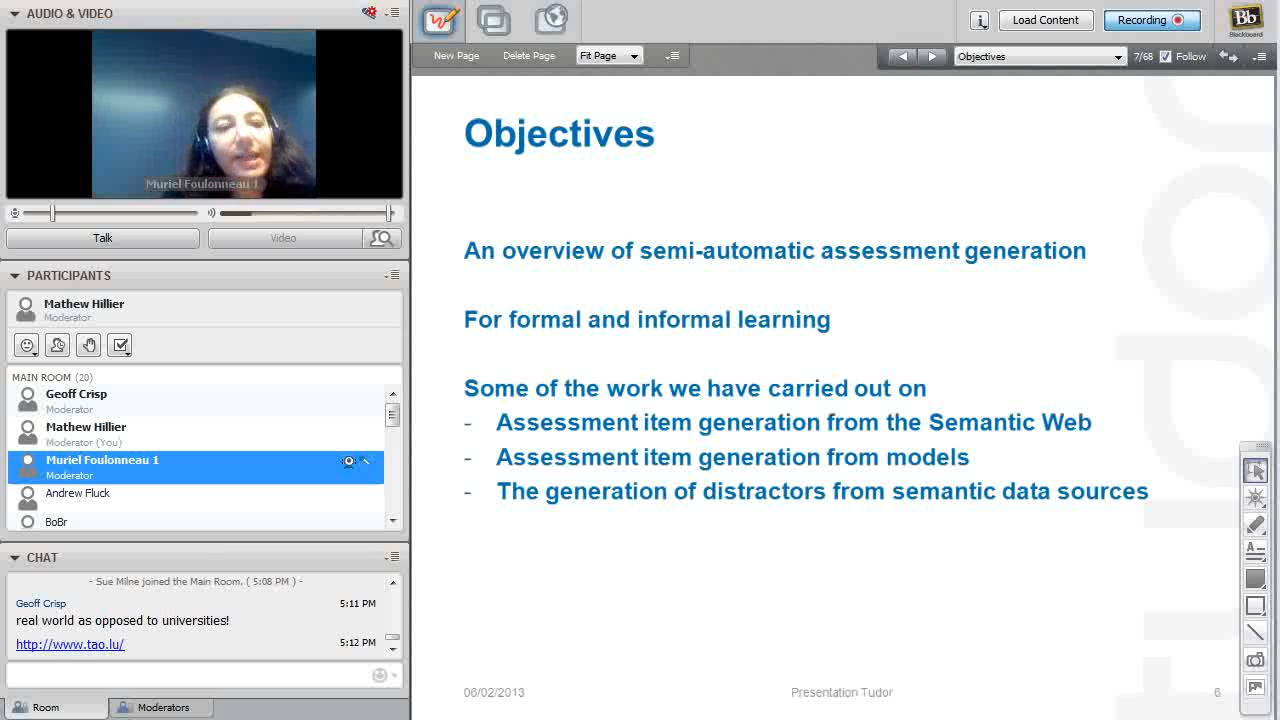 AUDIO & VIDEO
Muriel Foulonneau 1
Talk
Video
PARTICIPANTS
Mathew Hillier
Moderator
MAIN ROOM (20)
Geoff Crisp
Moderator
Mathew Hillier
Moderator (You)
Muriel Foulonneau 1
Moderator
Andrew Fluck
BoBr
CHAT
- Sue Milne joined the Main Room. ( 5:08 PM ) -
Geoff Crisp 5:11 PM
real world as opposed to universities!
http://www.tao.lu/ 5:12 PM
Room
Moderators
Load Content
Recording
Bb
Blackboard
New Page
Delete Page
Fit Page
Objectives
7/68
Follow
Objectives
An overview of semi-automatic assessment generation
For formal and informal learning
Some of the work we have carried out on
- Assessment item generation from the Semantic Web
- Assessment item generation from models
- The generation of distractors from semantic data sources
06/02/2013
Presentation Tudor
6